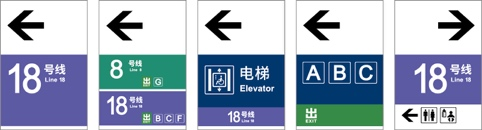 18 号线
Line 18
8 号线
Line 8
出 G
18 号线
Line 18
出 B C F
电梯
Elevator
18 号线
Line 18
A B C
出
EXIT
18 号线
Line 18